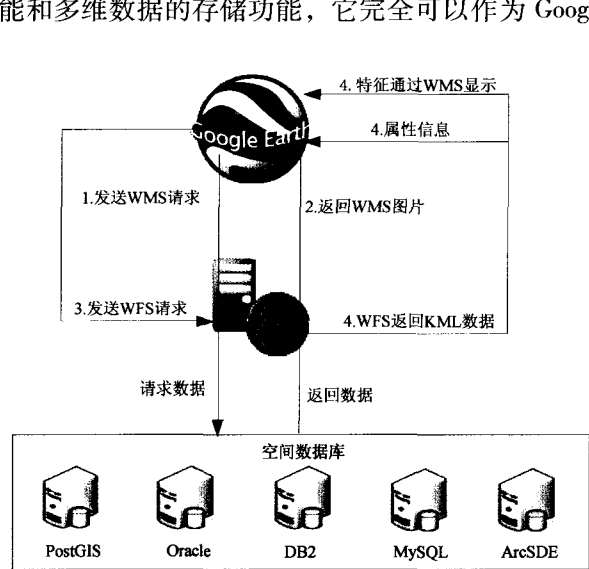 能和多维数据的存储功能，它完全可以作为 Goog
4. 特征通过WMS显示
Google Earth
4.属性信息
1.发送WMS请求
2.返回WMS图片
3.发送WFS请求
4.WFS返回KML数据
请求数据
返回数据
空间数据库
PostGIS
Oracle
DB2
MySQL
ArcSDE